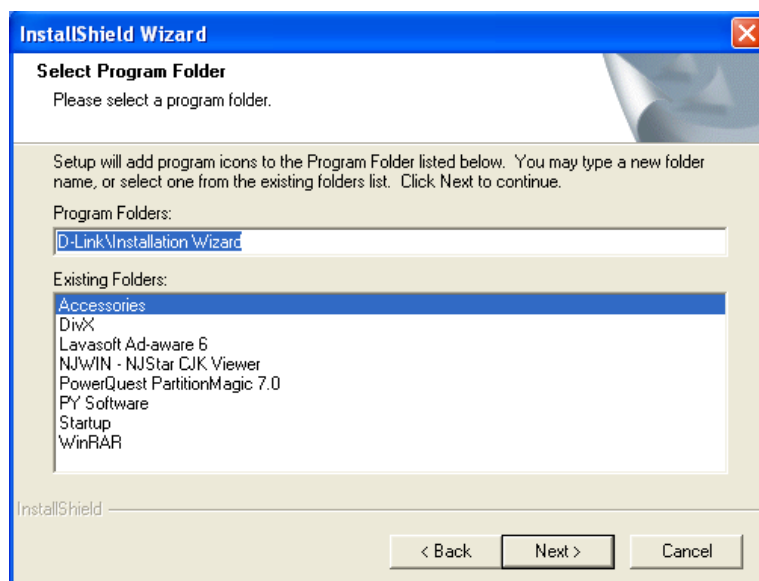 InstallShield Wizard
Select Program Folder
Please select a program folder.
Setup will add program icons to the Program Folder listed below.  You may type a new folder
name, or select one from the existing folders list.  Click Next to continue.
Program Folders:
D-Link\Installation Wizard
Existing Folders:
Accessories
DivX
Lavasoft Ad-aware 6
NJWIN - NJStar CJK Viewer
PowerQuest PartitionMagic 7.0
PY Software
Startup
WinRAR
InstallShield
< Back Next > Cancel